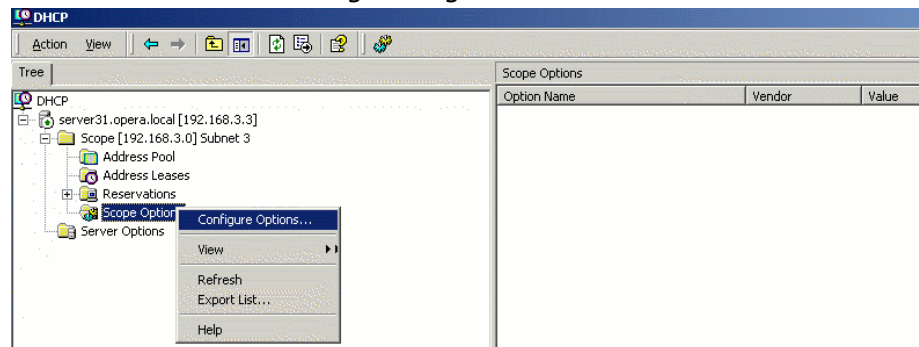 DHCP
Action View
Tree
Scope Options
DHCP
Option Name Vendor Value
server31.opera.local [192.168.3.3]
Scope [192.168.3.0] Subnet 3
Address Pool
Address Leases
Reservations
Scope Option
Configure Options...
Server Options
View
Refresh
Export List...
Help